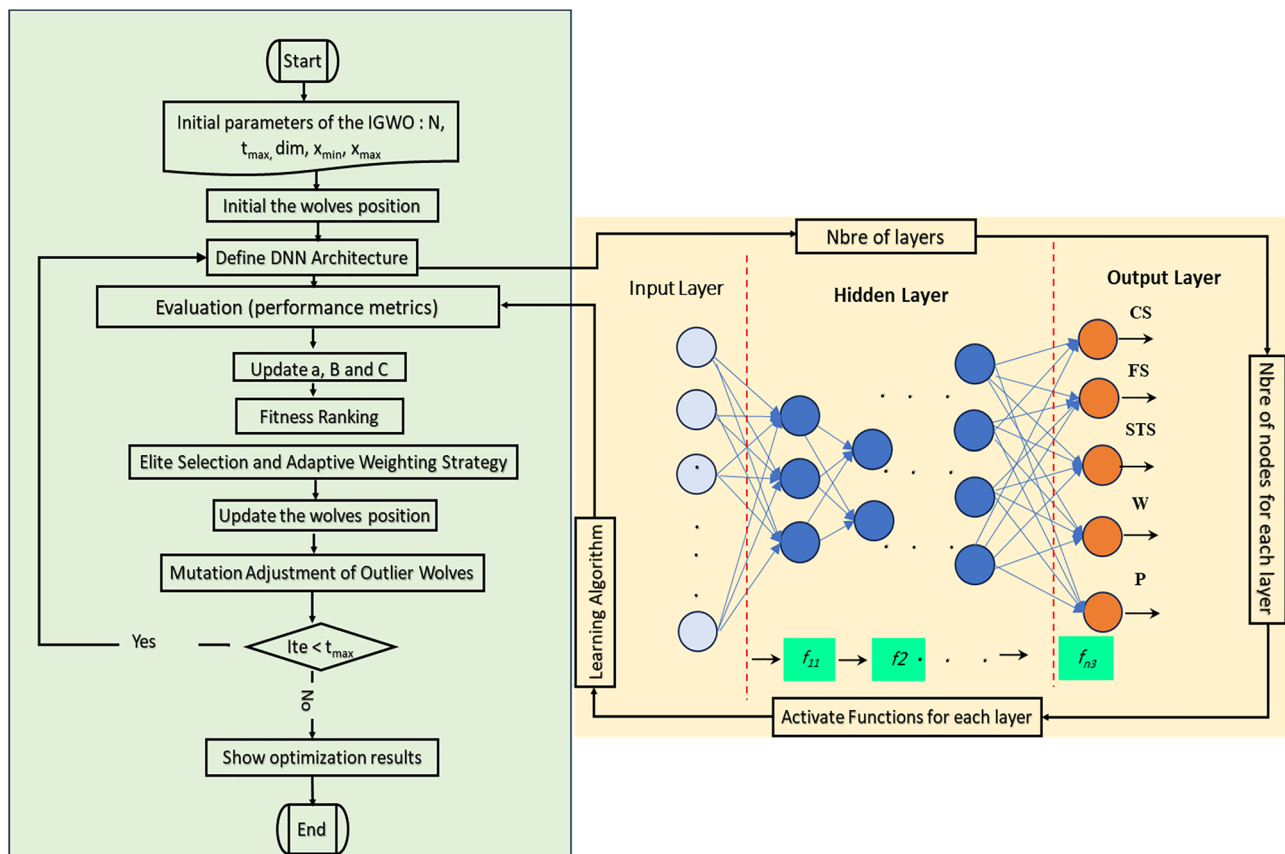 Start
Initial parameters of the IGWO : N,
tmax, dim, xmin, xmax
Initial the wolves position
Define DNN Architecture
Evaluation (performance metrics)
Update a, B and C
Fitness Ranking
Elite Selection and Adaptive Weighting Strategy
Update the wolves position
Mutation Adjustment of Outlier Wolves
Ite < tmax
Yes
No
Show optimization results
End
Nbre of layers
Input Layer
Hidden Layer
Output Layer
CS
FS
STS
W
P
Nbre of nodes for each layer
Learning Algorithm
f11
f2
fn3
Activate Functions for each layer